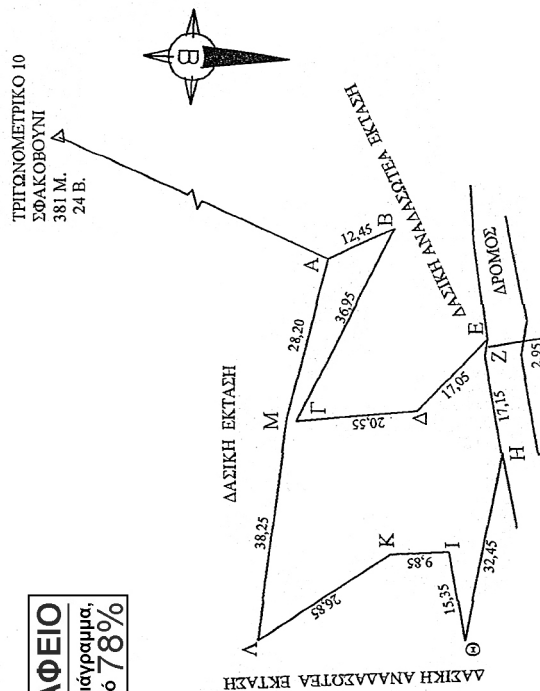 ΤΡΙΓΩΝΟΜΕΤΡΙΚΟ 10
ΣΦΑΚΟΒΟΥΝΙ
381 Μ.
24 Β.
Δ
Β
ΔΑΣΙΚΗ ΑΝΑΔΑΣΩΤΕΑ ΕΚΤΑΣΗ
Α
12,45
Β
28,20
36,95
ΔΑΣΙΚΗ ΕΚΤΑΣΗ
Μ
Γ
20,55
Δ
17,05
Ε
Ζ
ΔΡΟΜΟΣ
2,95
17,15
Η
38,25
Λ
26,85
Κ
9,85
Ι
15,35
32,45
Θ
ΔΑΣΙΚΗ ΑΝΑΔΑΣΩΤΕΑ ΕΚΤΑΣΗ
ΑΦΕΙΟ
ιάγραμμα,
ό 78%